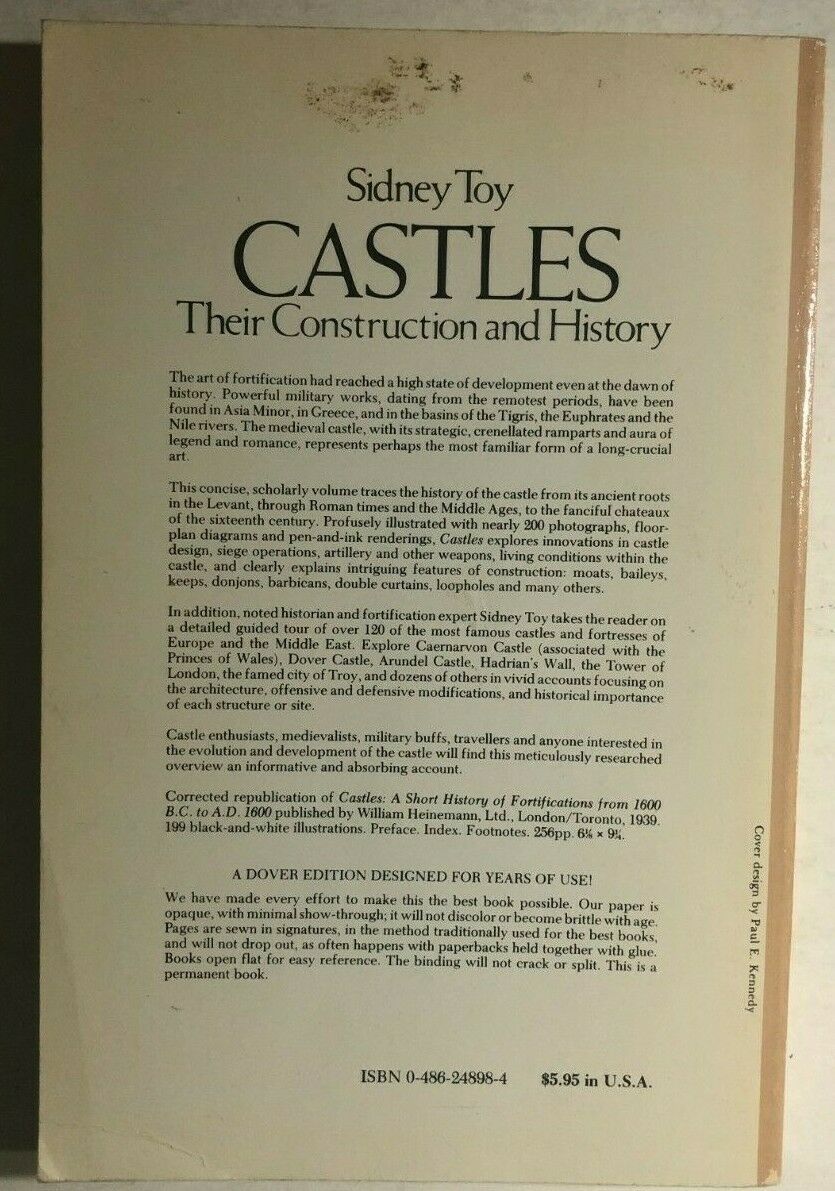 Sidney Toy
CASTLES
Their Construction and History
The art of fortification had reached a high state of development even at the dawn of
history. Powerful military works, dating from the remotest periods, have been
found in Asia Minor, in Greece, and in the basins of the Tigris, the Euphrates and the
Nile rivers. The medieval castle, with its strategic, crenellated ramparts and aura of
legend and romance, represents perhaps the most familiar form of a long-crucial
art.
This concise, scholarly volume traces the history of the castle from its ancient roots
in the Levant, through Roman times and the Middle Ages, to the fanciful chateaux
of the sixteenth century. Profusely illustrated with nearly 200 photographs, floor-
plan diagrams and pen-and-ink renderings, Castles explores innovations in castle
design, siege operations, artillery and other weapons, living conditions within the
castle, and clearly explains intriguing features of construction: moats, baileys,
keeps, donjons, barbicans, double curtains, loopholes and many others.
In addition, noted historian and fortification expert Sidney Toy takes the reader on
a detailed guided tour of over 120 of the most famous castles and fortresses of
Europe and the Middle East. Explore Caernarvon Castle (associated with the
Princes of Wales), Dover Castle, Arundel Castle, Hadrian's Wall, the Tower of
London, the famed city of Troy, and dozens of others in vivid accounts focusing on
the architecture, offensive and defensive modifications, and historical importance
of each structure or site.
Castle enthusiasts, medievalists, military buffs, travellers and anyone interested in
the evolution and development of the castle will find this meticulously researched
overview an informative and absorbing account.
Corrected republication of Castles: A Short History of Fortifications from 1600
B.C. to A.D. 1600 published by William Heinemann, Ltd., London/Toronto, 1939.
199 black-and-white illustrations. Preface. Index. Footnotes. 256pp. 6⅛ × 9¼.
A DOVER EDITION DESIGNED FOR YEARS OF USE!
We have made every effort to make this the best book possible. Our paper is
opaque, with minimal show-through; it will not discolor or become brittle with age.
Pages are sewn in signatures, in the method traditionally used for the best books,
and will not drop out, as often happens with paperbacks held together with glue.
Books open flat for easy reference. The binding will not crack or split. This is a
permanent book.
ISBN 0-486-24898-4 $5.95 in U.S.A.
Cover design by Paul E. Kennedy